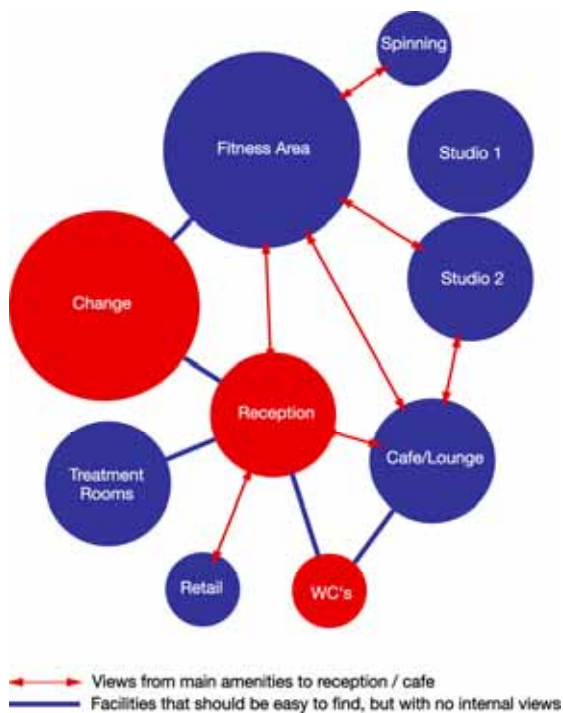 Spinning
Fitness Area
Studio 1
Studio 2
Change
Reception
Cafe/Lounge
Treatment
Rooms
Retail
WC's
Views from main amenities to reception / cafe
Facilities that should be easy to find, but with no internal views